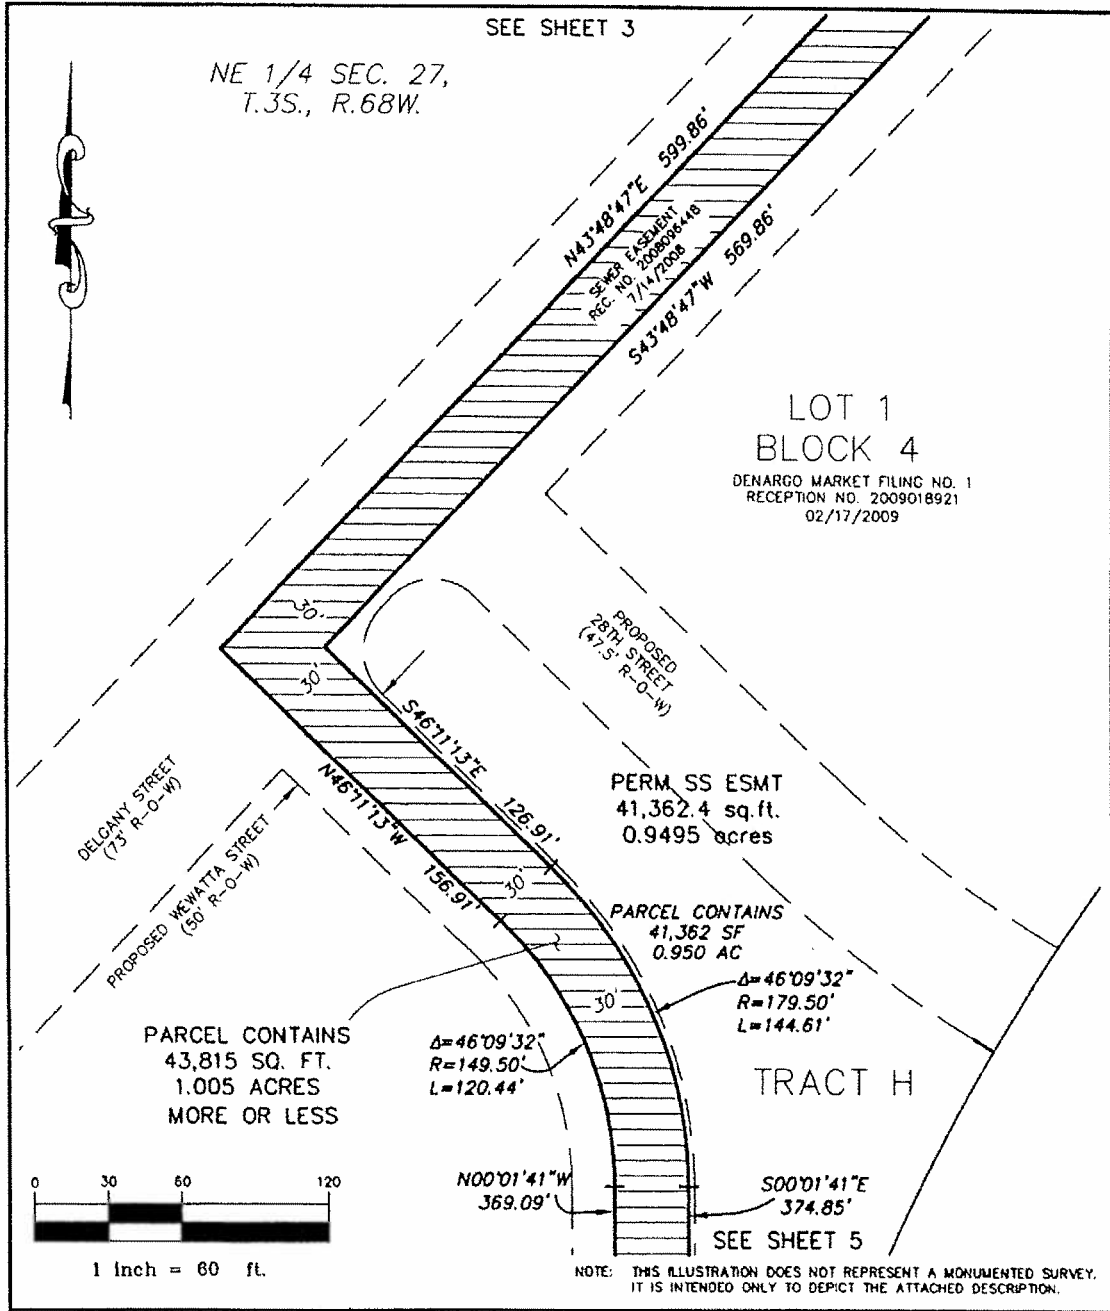 SEE SHEET 3
NE 1/4 SEC. 27,
T.3S., R.68W.
N43°48'47"E 599.86'
SEWER EASEMENT
REC. NO. 2008096448
7/14/2008
S43°48'47"W 569.86'
LOT 1
BLOCK 4
DENARGO MARKET FILING NO. 1
RECEPTION NO. 2009018921
02/17/2009
30'
30'
PROPOSED
28TH STREET
(47.5' R-O-W)
S46°11'13"E 126.91'
N46°11'13"W 156.91'
DELGANY STREET
(73' R-O-W)
PROPOSED WEWATTA STREET
(50' R-O-W)
PERM SS ESMT
41,362.4 sq.ft.
0.9495 acres
30'
PARCEL CONTAINS
41,362 SF
0.950 AC
30'
Δ=46°09'32"
R=179.50'
L=144.61'
PARCEL CONTAINS
43,815 SQ. FT.
1.005 ACRES
MORE OR LESS
Δ=46°09'32"
R=149.50'
L=120.44'
TRACT H
N00°01'41"W
369.09'
S00°01'41"E
374.85'
SEE SHEET 5
0 30 60 120
1 inch = 60 ft.
NOTE: THIS ILLUSTRATION DOES NOT REPRESENT A MONUMENTED SURVEY.
IT IS INTENDED ONLY TO DEPICT THE ATTACHED DESCRIPTION.